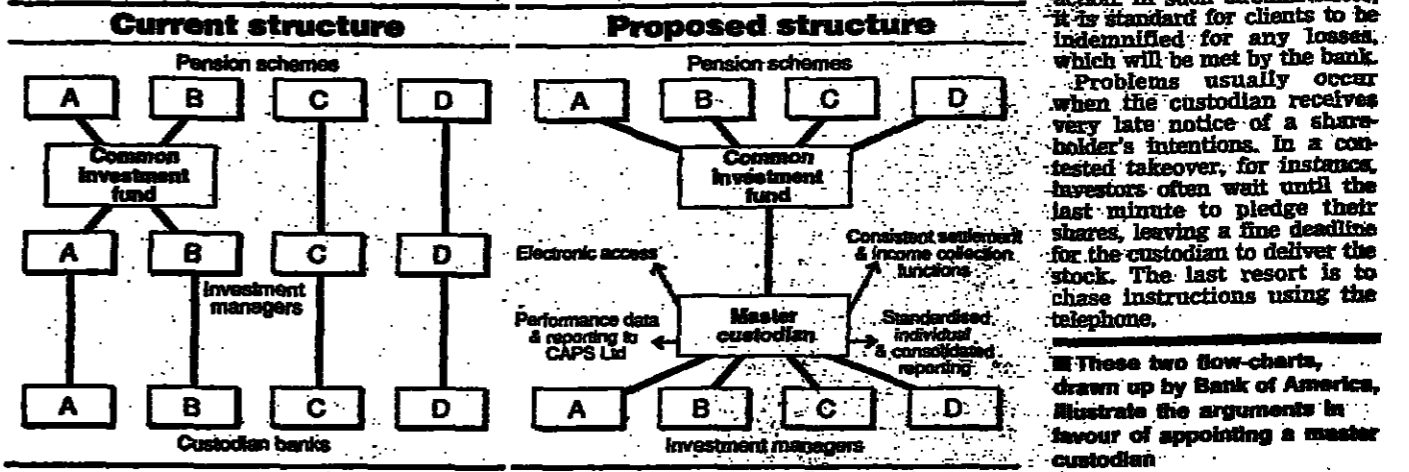 Current structure
Pension schemes
A B C D
Common
investment
fund
A B C D
Investment
managers
A B C D
Custodian banks
Proposed structure
Pension schemes
A B C D
Common
investment
fund
Electronic access
Consistent settlement
& income collection
functions
Master
custodian
Performance data
& reporting to
CAPS Ltd
Standardised
individual
& consolidated
reporting
A B C D
Investment managers
It is standard for clients to be
indemnified for any losses,
which will be met by the bank.
Problems usually occur
when the custodian receives
very late notice of a share-
holder's intentions. In a con-
tested takeover, for instance,
investors often wait until the
last minute to pledge their
shares, leaving a fine deadline
for the custodian to deliver the
stock. The last resort is to
chase instructions using the
telephone.
■ These two flow-charts,
drawn up by Bank of America,
illustrate the arguments in
favour of appointing a master
custodian